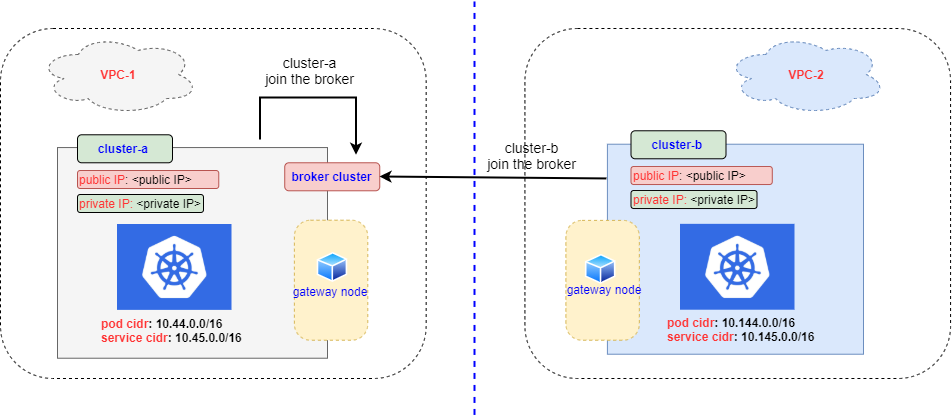 VPC-1
cluster-a
join the broker
cluster-a
public IP: <public IP>
private IP: <private IP>
broker cluster
gateway node
pod cidr: 10.44.0.0/16
service cidr: 10.45.0.0/16
cluster-b
join the broker
VPC-2
cluster-b
public IP: <public IP>
private IP: <private IP>
gateway node
pod cidr: 10.144.0.0/16
service cidr: 10.145.0.0/16